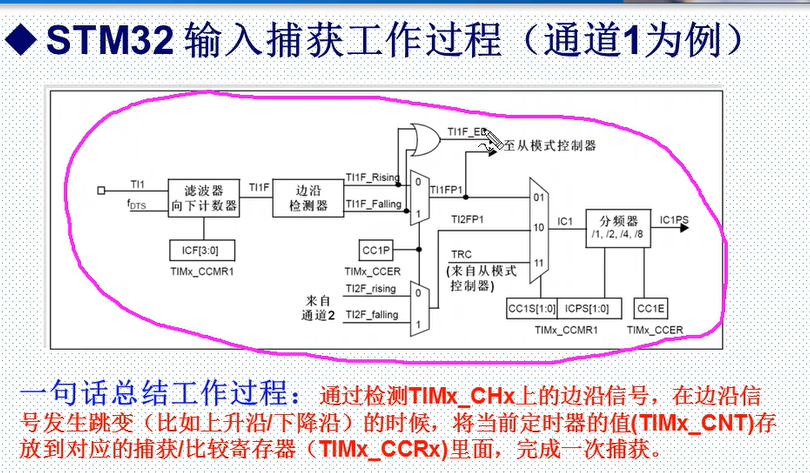 ◆ STM32 输入捕获工作过程（通道1为例）
TI1F_ED
至从模式控制器
TI1
fDTS
滤波器
向下计数器
TI1F
边沿
检测器
TI1F_Rising
TI1F_Falling
0
1
TI1FP1
01
TI2FP1
10
IC1
分频器
/1, /2, /4, /8
IC1PS
ICF[3:0]
TIMx_CCMR1
CC1P
TIMx_CCER
TRC
11
(来自从模式
控制器)
来自
通道2
TI2F_rising
TI2F_falling
0
1
CC1S[1:0]
ICPS[1:0]
CC1E
TIMx_CCMR1
TIMx_CCER
一句话总结工作过程：通过检测TIMx_CHx上的边沿信号，在边沿信
号发生跳变（比如上升沿/下降沿）的时候，将当前定时器的值(TIMx_CNT)存
放到对应的捕获/比较寄存器（TIMx_CCRx)里面，完成一次捕获。